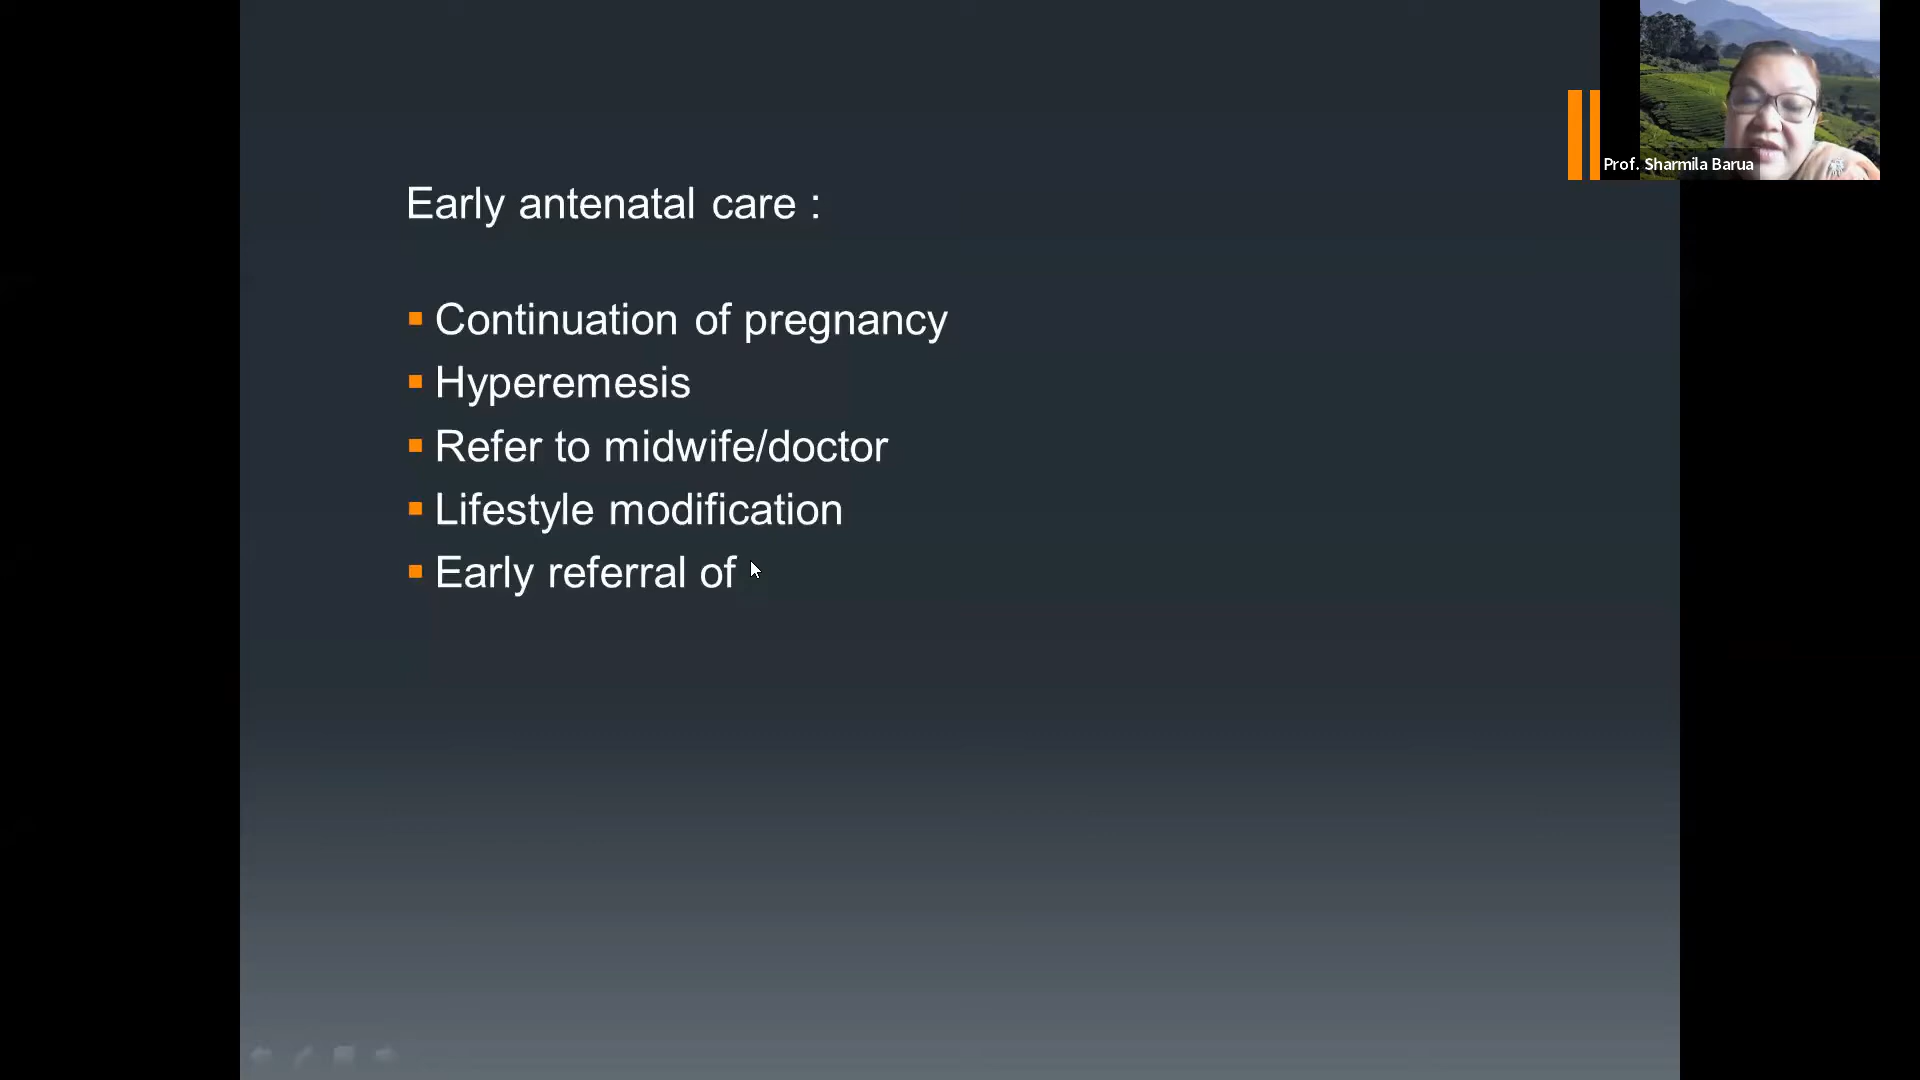 Prof. Sharmila Barua
Early antenatal care :
Continuation of pregnancy
Hyperemesis
Refer to midwife/doctor
Lifestyle modification
Early referral of